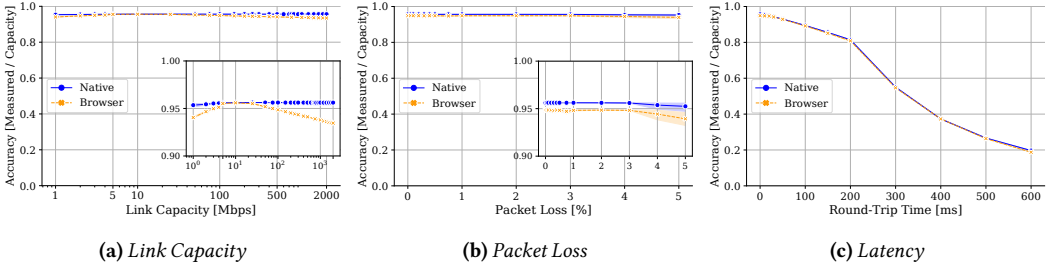 Accuracy [Measured / Capacity]
1.0
0.8
0.6
0.4
0.2
0.0
Native
Browser
1.00
0.95
0.90
10⁰ 10¹ 10² 10³
1 5 10 100 500 2000
Link Capacity [Mbps]
(a) Link Capacity
Accuracy [Measured / Capacity]
1.0
0.8
0.6
0.4
0.2
0.0
Native
Browser
1.00
0.95
0.90
0 1 2 3 4 5
0 1 2 3 4 5
Packet Loss [%]
(b) Packet Loss
Accuracy [Measured / Capacity]
1.0
0.8
0.6
0.4
0.2
0.0
Native
Browser
0 100 200 300 400 500 600
Round-Trip Time [ms]
(c) Latency